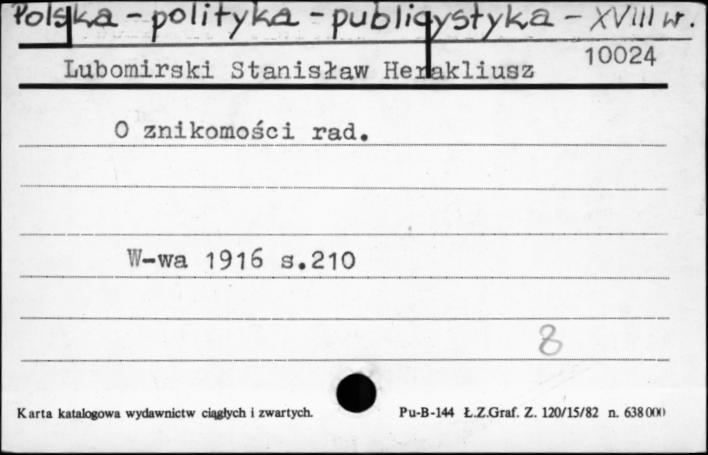 Polska - polityka - publicystyka - XVIII w.
10024
Lubomirski Stanisław Herakliusz
O znikomości rad.
W-wa 1916 s.210
8
Karta katalogowa wydawnictw ciągłych i zwartych.
Pu-B-144 Ł.Z.Graf. Z. 120/15/82 n. 638000